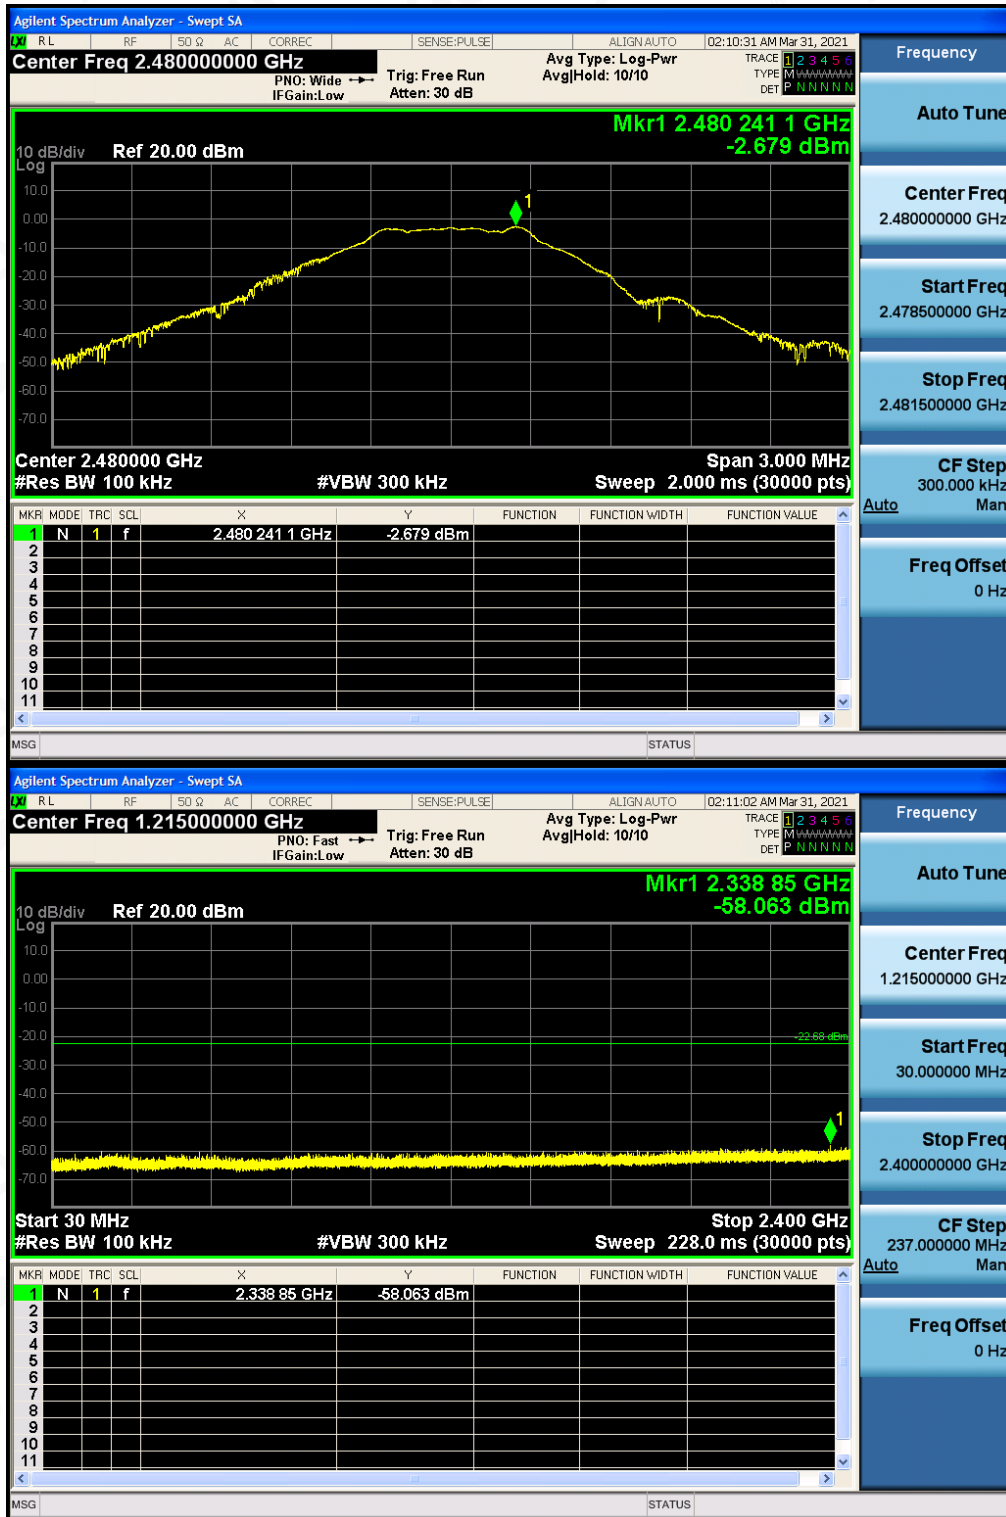 Agilent Spectrum Analyzer - Swept SA
LXI RL RF 50 Ω AC CORREC SENSE:PULSE ALIGN AUTO 02:10:31 AM Mar 31, 2021
Center Freq 2.480000000 GHz
PNO: Wide
IFGain:Low
Trig: Free Run
Atten: 30 dB
Avg Type: Log-Pwr
Avg|Hold: 10/10
TRACE 1 2 3 4 5 6
TYPE M WWWWW
DET P N N N N N
Mkr1 2.480 241 1 GHz
-2.679 dBm
10 dB/div Ref 20.00 dBm
Log
10.0
0.00
-10.0
-20.0
-30.0
-40.0
-50.0
-60.0
-70.0
1
Center 2.480000 GHz Span 3.000 MHz
#Res BW 100 kHz #VBW 300 kHz Sweep 2.000 ms (30000 pts)
MKR MODE TRC SCL X Y FUNCTION FUNCTION WIDTH FUNCTION VALUE
1 N 1 f 2.480 241 1 GHz -2.679 dBm
2
3
4
5
6
7
8
9
10
11
MSG STATUS
Frequency
Auto Tune
Center Freq
2.480000000 GHz
Start Freq
2.478500000 GHz
Stop Freq
2.481500000 GHz
CF Step
300.000 kHz
Auto Man
Freq Offset
0 Hz
Agilent Spectrum Analyzer - Swept SA
LXI RL RF 50 Ω AC CORREC SENSE:PULSE ALIGN AUTO 02:11:02 AM Mar 31, 2021
Center Freq 1.215000000 GHz
PNO: Fast
IFGain:Low
Trig: Free Run
Atten: 30 dB
Avg Type: Log-Pwr
Avg|Hold: 10/10
TRACE 1 2 3 4 5 6
TYPE M WWWWW
DET P N N N N N
Mkr1 2.338 85 GHz
-58.063 dBm
10 dB/div Ref 20.00 dBm
Log
10.0
0.00
-10.0
-20.0
-30.0
-40.0
-50.0
-60.0
-70.0
-22.68 dBm
1
Start 30 MHz Stop 2.400 GHz
#Res BW 100 kHz #VBW 300 kHz Sweep 228.0 ms (30000 pts)
MKR MODE TRC SCL X Y FUNCTION FUNCTION WIDTH FUNCTION VALUE
1 N 1 f 2.338 85 GHz -58.063 dBm
2
3
4
5
6
7
8
9
10
11
MSG STATUS
Frequency
Auto Tune
Center Freq
1.215000000 GHz
Start Freq
30.000000 MHz
Stop Freq
2.400000000 GHz
CF Step
237.000000 MHz
Auto Man
Freq Offset
0 Hz